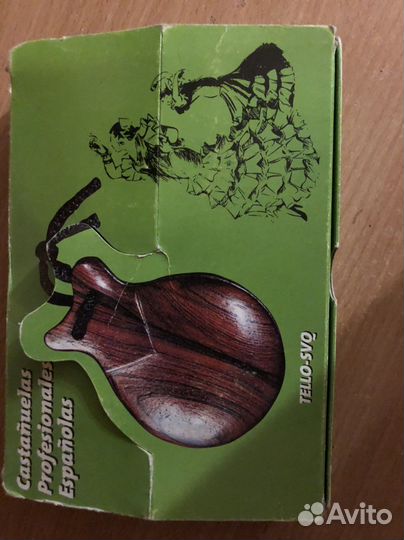 Castañuelas
Profesionales
Españolas
TELLO-SVQ
Avito